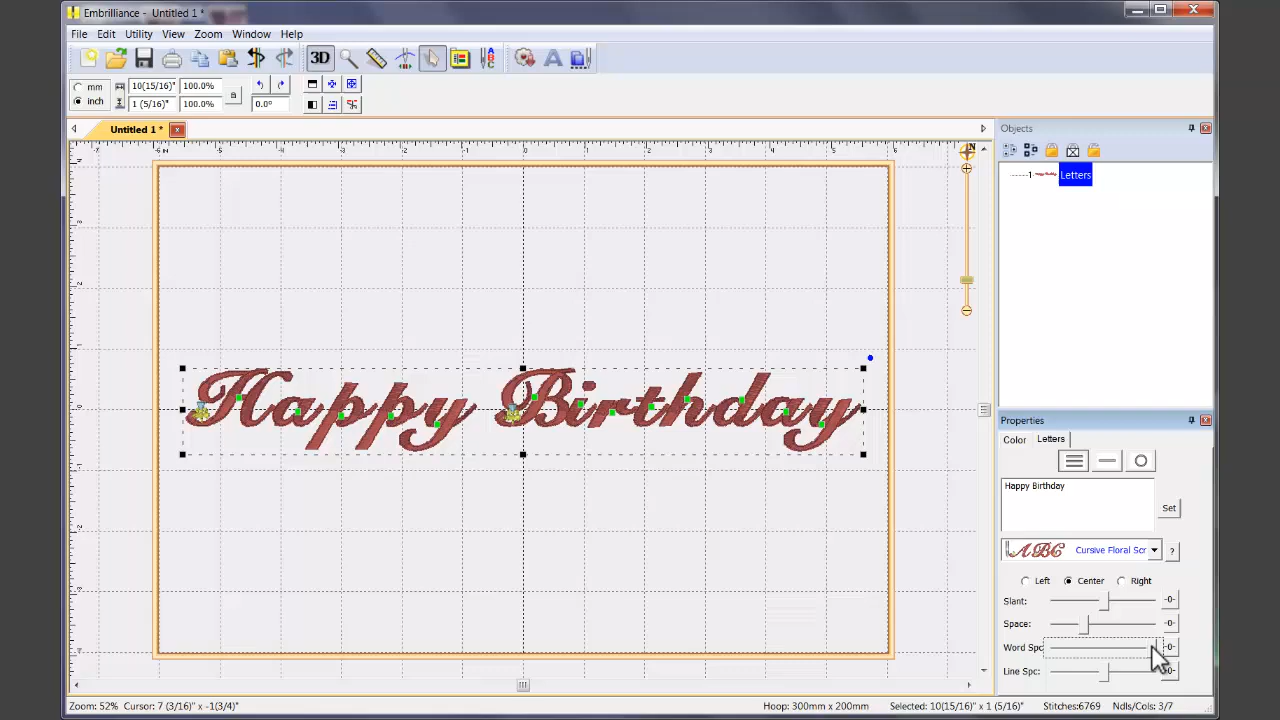 Embrilliance - Untitled 1 *
File Edit Utility View Zoom Window Help
3D
mm
inch
10(15/16)" 100.0%
1 (5/16)" 100.0%
0.0º
Untitled 1 *
Happy Birthday
N
Objects
1 Letters
Properties
Color Letters
Happy Birthday
Set
ABC Cursive Floral Scr ?
Left Center Right
Slant: -0-
Space: -0-
Word Spc -0-
Line Spc: -0-
Zoom: 52% Cursor: 7 (3/16)" x -1(3/4)" Hoop: 300mm x 200mm Selected: 10(15/16)" x 1 (5/16)" Stitches:6769 Ndls/Cols: 3/7